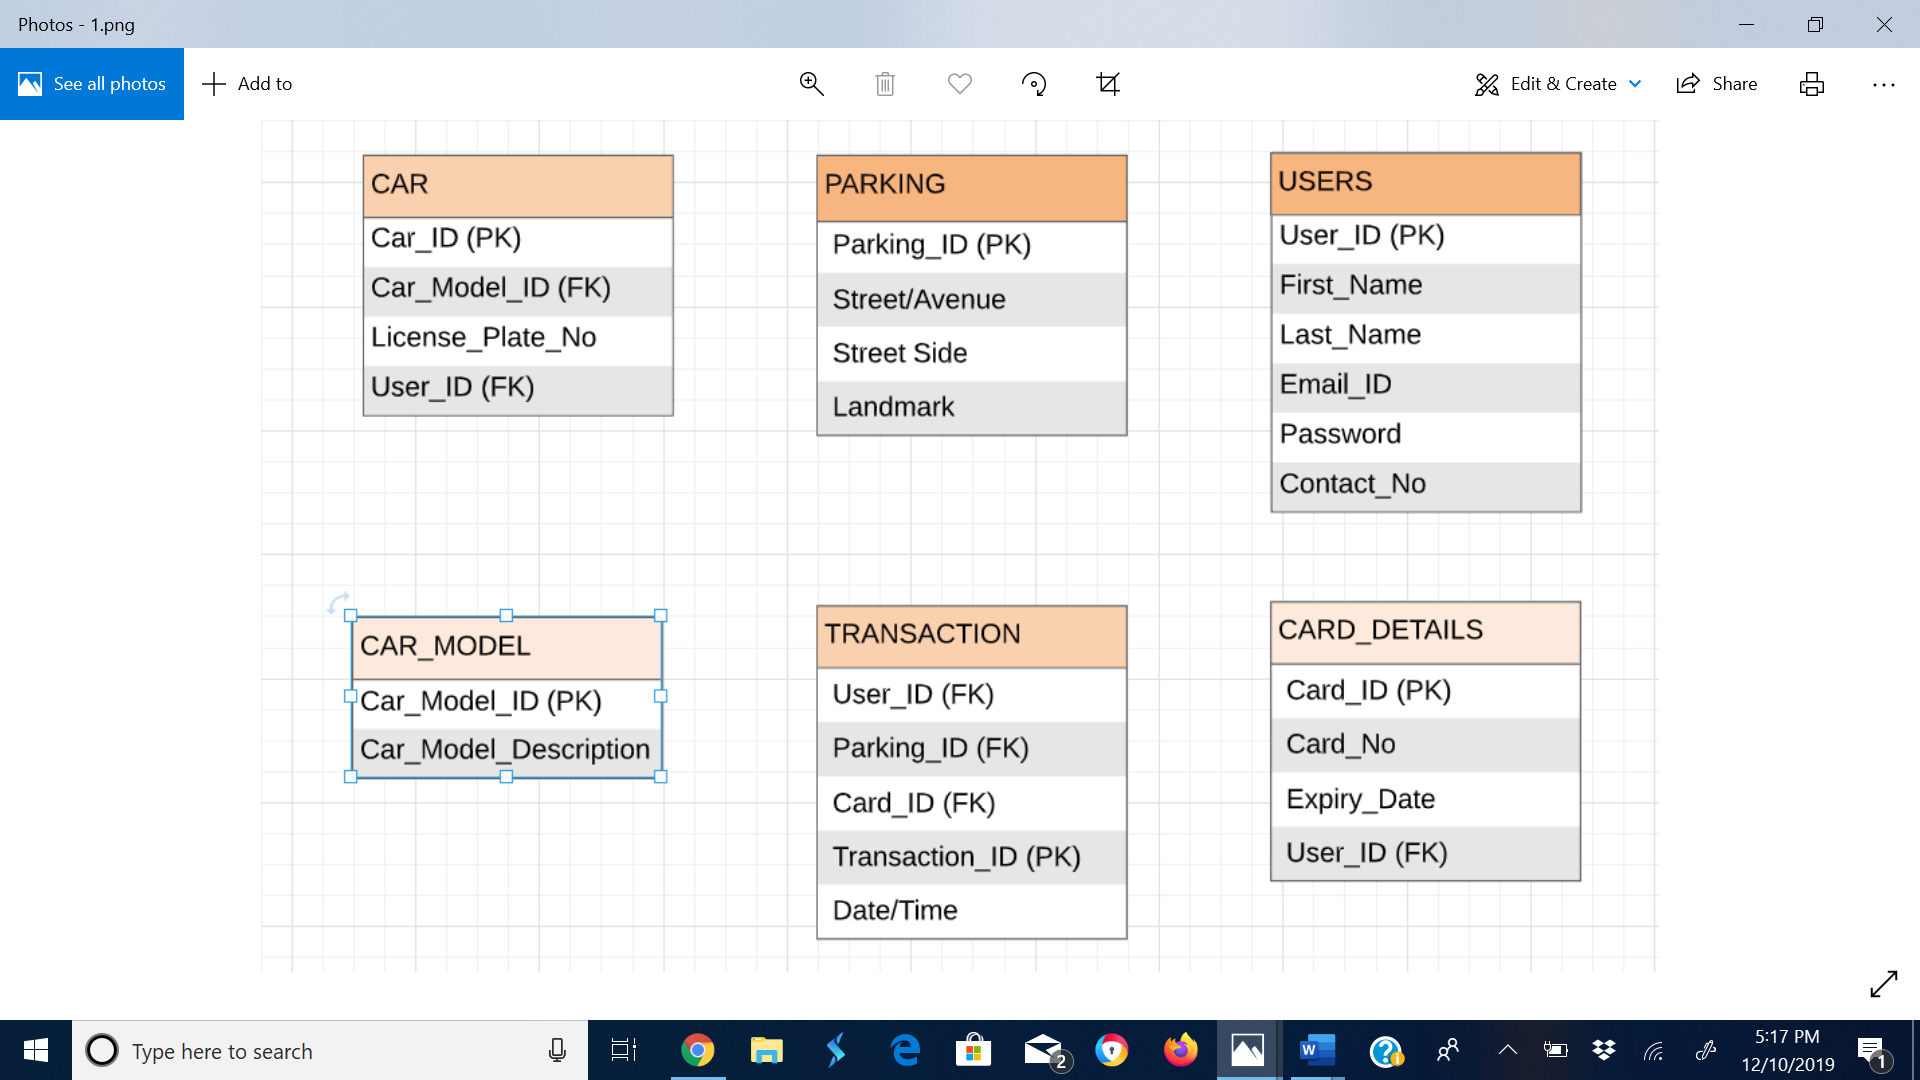 Photos - 1.png
See all photos
Add to
Edit & Create
Share
CAR
Car_ID (PK)
Car_Model_ID (FK)
License_Plate_No
User_ID (FK)
PARKING
Parking_ID (PK)
Street/Avenue
Street Side
Landmark
USERS
User_ID (PK)
First_Name
Last_Name
Email_ID
Password
Contact_No
CAR_MODEL
Car_Model_ID (PK)
Car_Model_Description
TRANSACTION
User_ID (FK)
Parking_ID (FK)
Card_ID (FK)
Transaction_ID (PK)
Date/Time
CARD_DETAILS
Card_ID (PK)
Card_No
Expiry_Date
User_ID (FK)
Type here to search
2
W
5:17 PM
12/10/2019
1